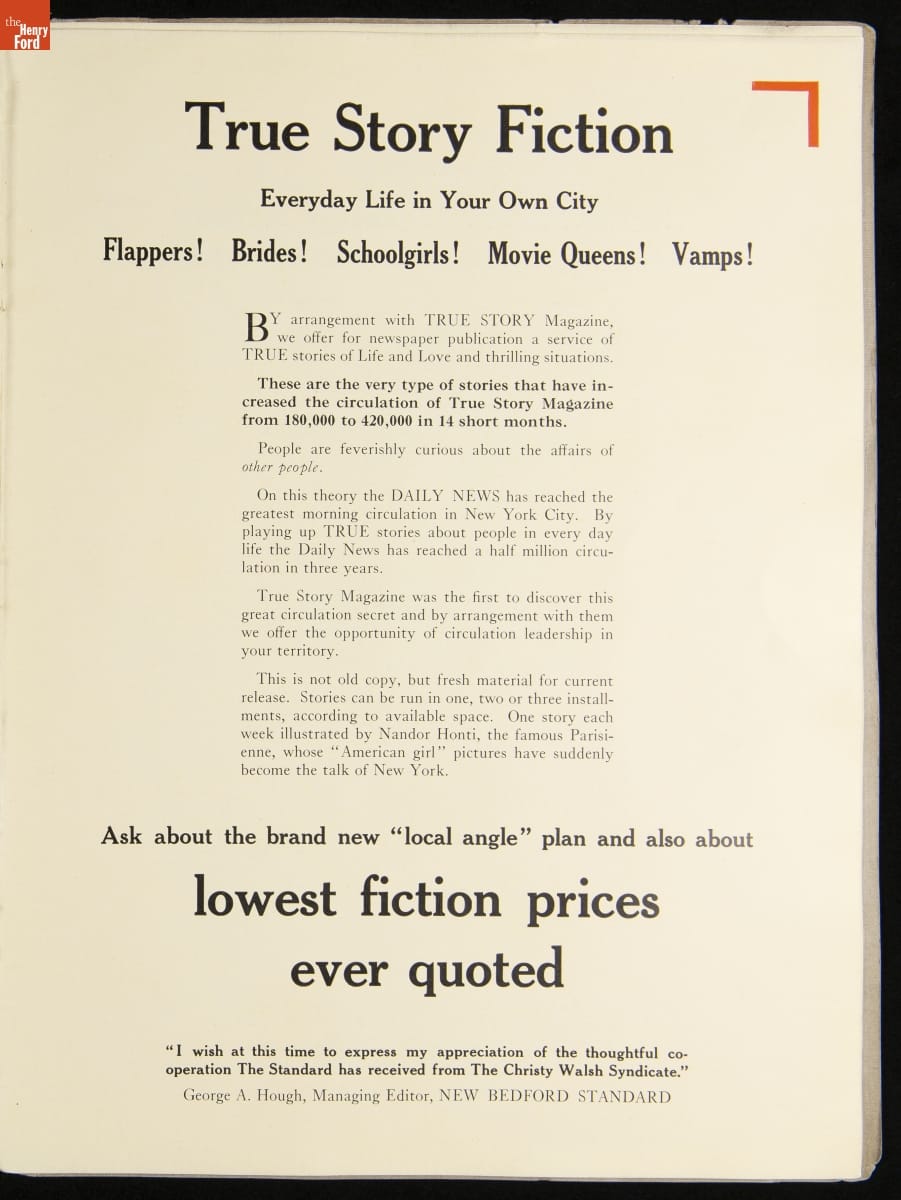 the
Henry
Ford
True Story Fiction
Everyday Life in Your Own City
Flappers! Brides! Schoolgirls! Movie Queens! Vamps!
BY arrangement with TRUE STORY Magazine,
we offer for newspaper publication a service of
TRUE stories of Life and Love and thrilling situations.
These are the very type of stories that have in-
creased the circulation of True Story Magazine
from 180,000 to 420,000 in 14 short months.
People are feverishly curious about the affairs of
other people.
On this theory the DAILY NEWS has reached the
greatest morning circulation in New York City. By
playing up TRUE stories about people in every day
life the Daily News has reached a half million circu-
lation in three years.
True Story Magazine was the first to discover this
great circulation secret and by arrangement with them
we offer the opportunity of circulation leadership in
your territory.
This is not old copy, but fresh material for current
release. Stories can be run in one, two or three install-
ments, according to available space. One story each
week illustrated by Nandor Honti, the famous Parisi-
enne, whose "American girl" pictures have suddenly
become the talk of New York.
Ask about the brand new "local angle" plan and also about
lowest fiction prices
ever quoted
"I wish at this time to express my appreciation of the thoughtful co-
operation The Standard has received from The Christy Walsh Syndicate."
George A. Hough, Managing Editor, NEW BEDFORD STANDARD